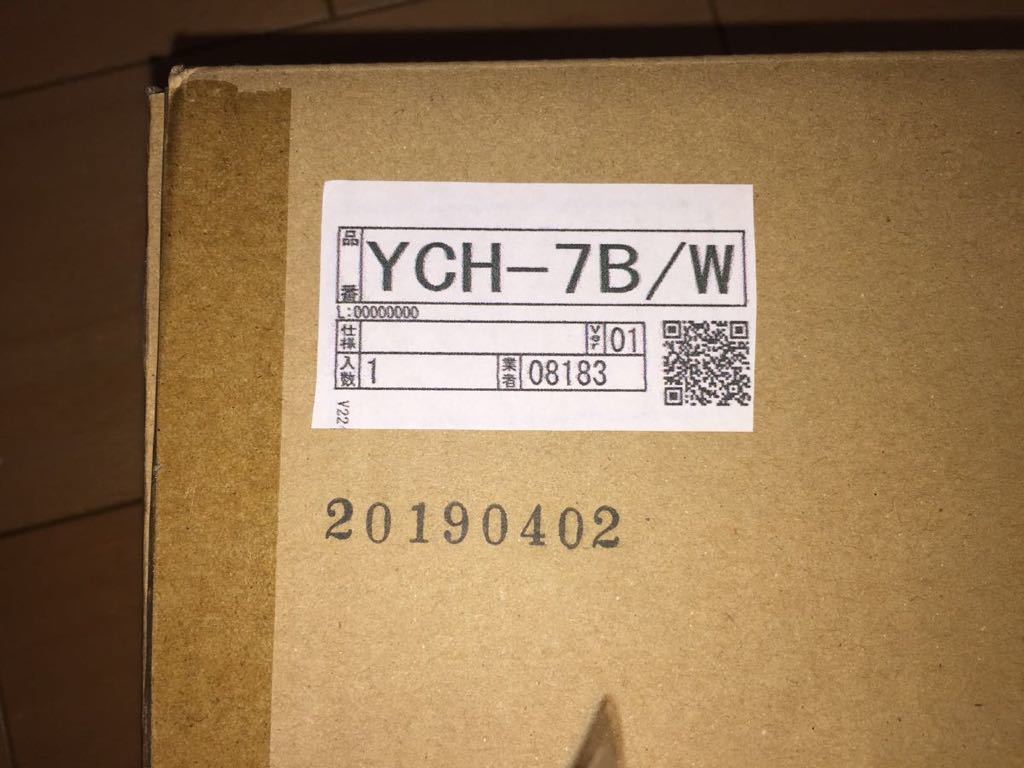 品番 YCH-7B/W
L:00000000
仕様 Ver 01
入数 1 業者 08183
V22
20190402